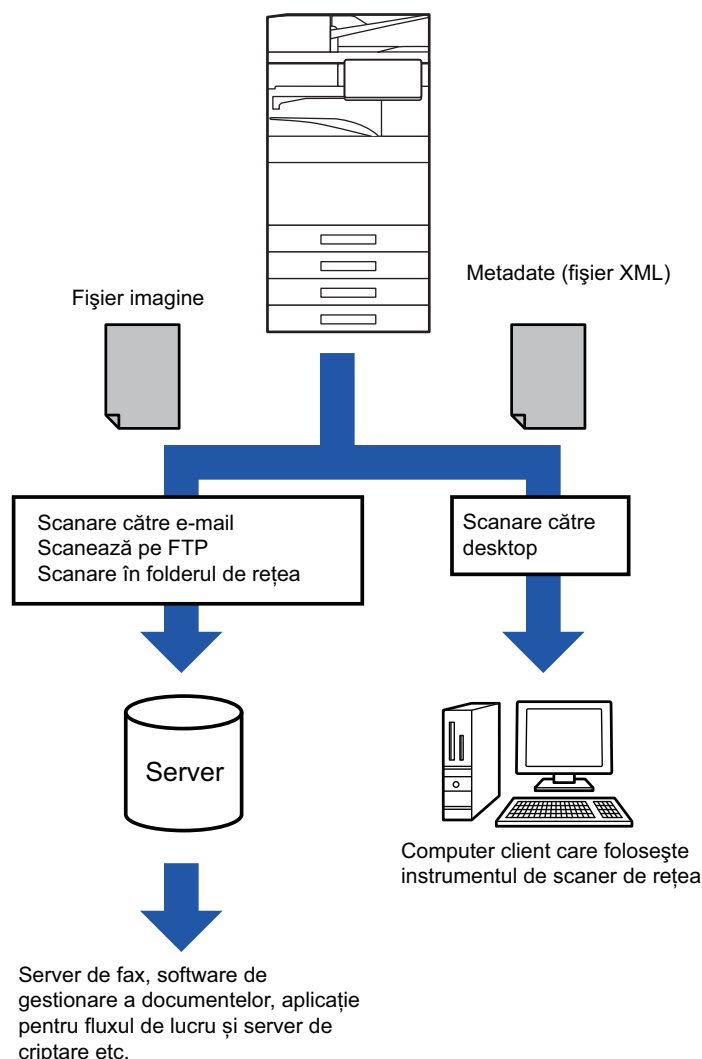 Fişier imagine
Metadate (fişier XML)
Scanare către e-mail
Scanează pe FTP
Scanare în folderul de rețea
Scanare către
desktop
Server
Computer client care foloseşte
instrumentul de scaner de rețea
Server de fax, software de
gestionare a documentelor, aplicație
pentru fluxul de lucru și server de
criptare etc.